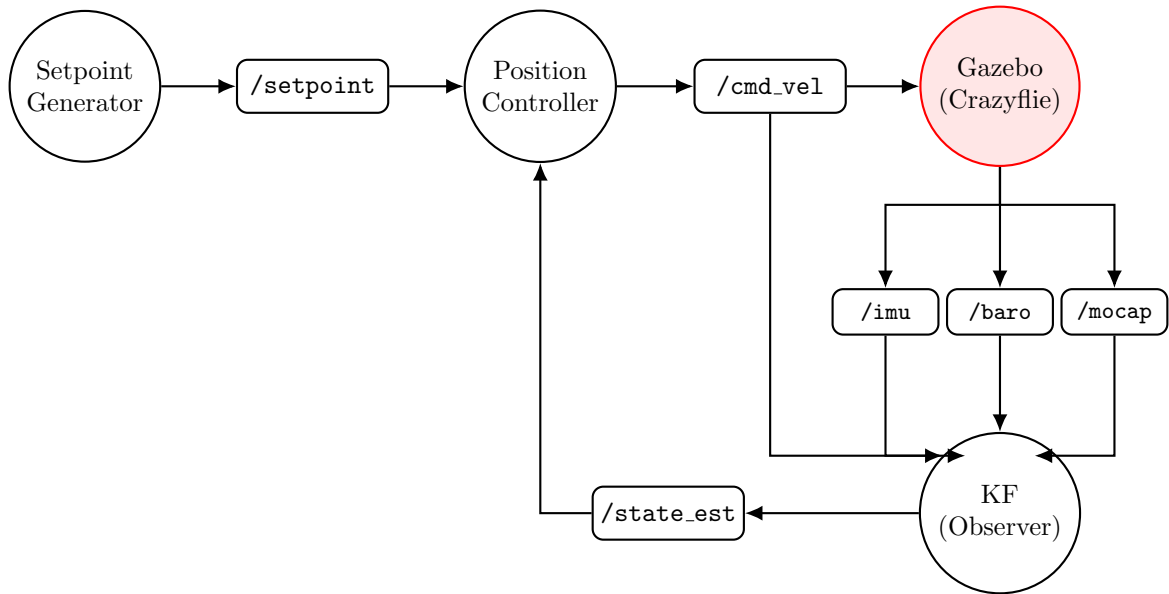 Setpoint
Generator
/setpoint
Position
Controller
/cmd_vel
Gazebo
(Crazyflie)
/imu
/baro
/mocap
/state_est
KF
(Observer)